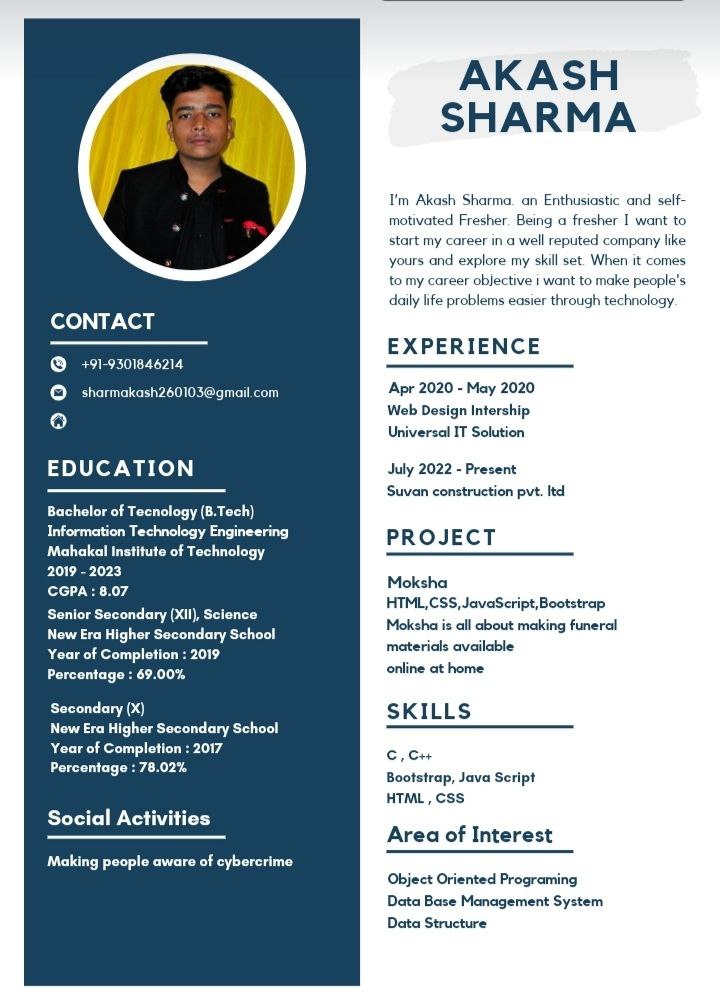 AKASH
SHARMA
I'm Akash Sharma. an Enthusiastic and self-
motivated Fresher. Being a fresher I want to
start my career in a well reputed company like
yours and explore my skill set. When it comes
to my career objective i want to make people's
daily life problems easier through technology.
CONTACT
+91-9301846214
sharmakash260103@gmail.com
EDUCATION
Bachelor of Tecnology (B.Tech)
Information Technology Engineering
Mahakal Institute of Technology
2019 - 2023
CGPA : 8.07
Senior Secondary (XII), Science
New Era Higher Secondary School
Year of Completion : 2019
Percentage : 69.00%
Secondary (X)
New Era Higher Secondary School
Year of Completion : 2017
Percentage : 78.02%
Social Activities
Making people aware of cybercrime
EXPERIENCE
Apr 2020 - May 2020
Web Design Intership
Universal IT Solution
July 2022 - Present
Suvan construction pvt. ltd
PROJECT
Moksha
HTML,CSS,JavaScript,Bootstrap
Moksha is all about making funeral
materials available
online at home
SKILLS
C , C++
Bootstrap, Java Script
HTML , CSS
Area of Interest
Object Oriented Programing
Data Base Management System
Data Structure